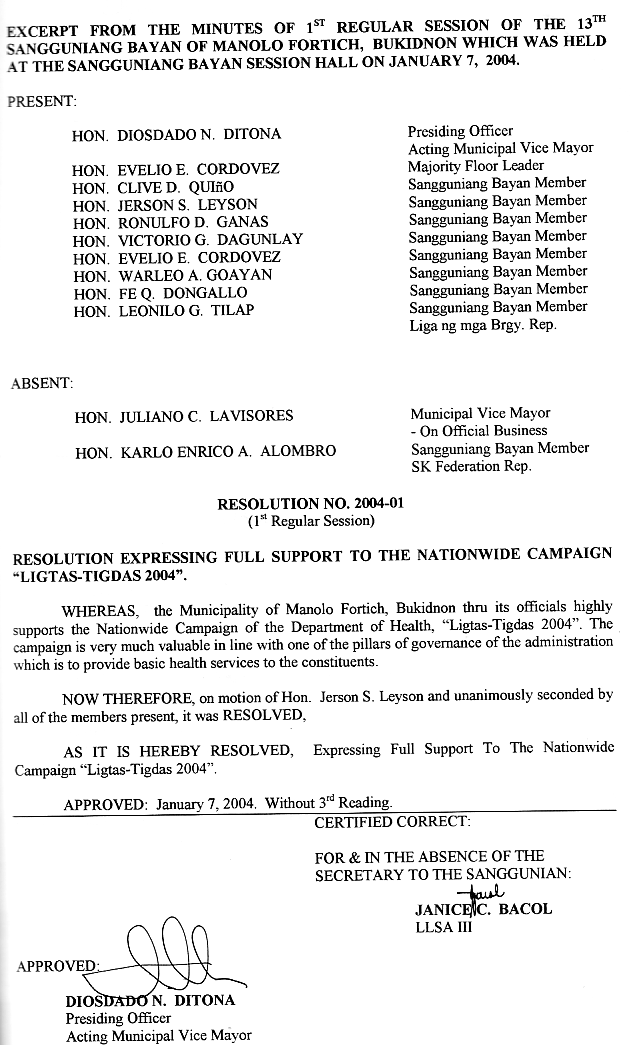 EXCERPT FROM THE MINUTES OF 1ST REGULAR SESSION OF THE 13TH
SANGGUNIANG BAYAN OF MANOLO FORTICH, BUKIDNON WHICH WAS HELD
AT THE SANGGUNIANG BAYAN SESSION HALL ON JANUARY 7, 2004.
PRESENT:
HON. DIOSDADO N. DITONA Presiding Officer
Acting Municipal Vice Mayor
HON. EVELIO E. CORDOVEZ Majority Floor Leader
HON. CLIVE D. QUIñO Sangguniang Bayan Member
HON. JERSON S. LEYSON Sangguniang Bayan Member
HON. RONULFO D. GANAS Sangguniang Bayan Member
HON. VICTORIO G. DAGUNLAY Sangguniang Bayan Member
HON. EVELIO E. CORDOVEZ Sangguniang Bayan Member
HON. WARLEO A. GOAYAN Sangguniang Bayan Member
HON. FE Q. DONGALLO Sangguniang Bayan Member
HON. LEONILO G. TILAP Sangguniang Bayan Member
Liga ng mga Brgy. Rep.
ABSENT:
HON. JULIANO C. LAVISORES Municipal Vice Mayor
- On Official Business
HON. KARLO ENRICO A. ALOMBRO Sangguniang Bayan Member
SK Federation Rep.
RESOLUTION NO. 2004-01
(1st Regular Session)
RESOLUTION EXPRESSING FULL SUPPORT TO THE NATIONWIDE CAMPAIGN
“LIGTAS-TIGDAS 2004”.
WHEREAS, the Municipality of Manolo Fortich, Bukidnon thru its officials highly
supports the Nationwide Campaign of the Department of Health, “Ligtas-Tigdas 2004”. The
campaign is very much valuable in line with one of the pillars of governance of the administration
which is to provide basic health services to the constituents.
NOW THEREFORE, on motion of Hon. Jerson S. Leyson and unanimously seconded by
all of the members present, it was RESOLVED,
AS IT IS HEREBY RESOLVED, Expressing Full Support To The Nationwide
Campaign “Ligtas-Tigdas 2004”.
APPROVED: January 7, 2004. Without 3rd Reading.
CERTIFIED CORRECT:
FOR & IN THE ABSENCE OF THE
SECRETARY TO THE SANGGUNIAN:
JANICE C. BACOL
LLSA III
APPROVED:
DIOSDADO N. DITONA
Presiding Officer
Acting Municipal Vice Mayor